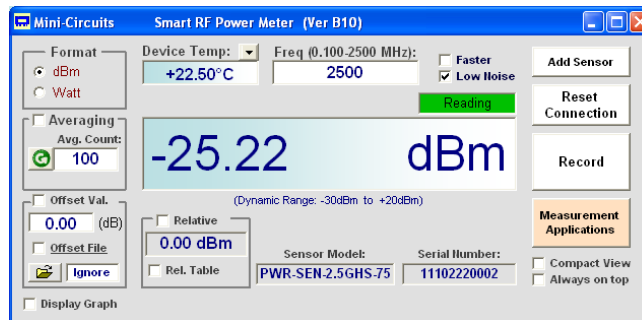 Mini-Circuits Smart RF Power Meter (Ver B10)
Format
dBm
Watt
Device Temp:
+22.50°C
Freq (0.100-2500 MHz):
2500
Faster
Low Noise
Reading
Add Sensor
Reset
Connection
Record
Measurement
Applications
Compact View
Always on top
Averaging
Avg. Count:
100
-25.22 dBm
(Dynamic Range: -30dBm to +20dBm)
Offset Val.
0.00 (dB)
Offset File
Ignore
Display Graph
Relative
0.00 dBm
Rel. Table
Sensor Model:
PWR-SEN-2.5GHS-75
Serial Number:
11102220002